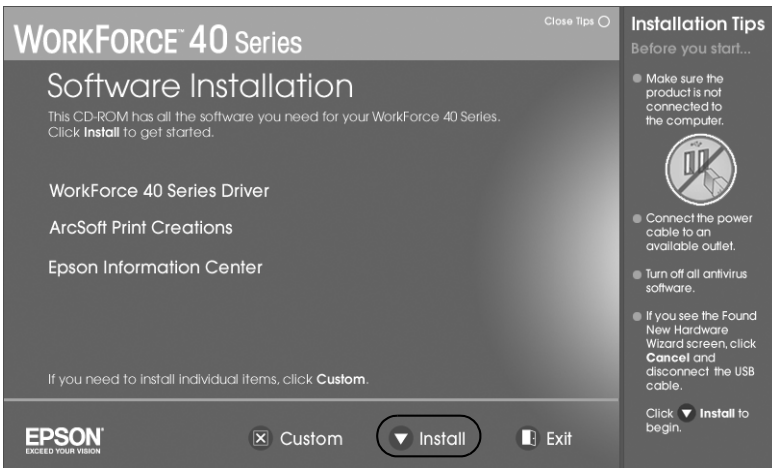 Close Tips
WORKFORCE™ 40 Series
Software Installation
This CD-ROM has all the software you need for your WorkForce 40 Series.
Click Install to get started.
WorkForce 40 Series Driver
ArcSoft Print Creations
Epson Information Center
If you need to install individual items, click Custom.
EPSON®
EXCEED YOUR VISION
Custom
Install
Exit
Installation Tips
Before you start...
Make sure the
product is not
connected to
the computer.
Connect the power
cable to an
available outlet.
Turn off all antivirus
software.
If you see the Found
New Hardware
Wizard screen, click
Cancel and
disconnect the USB
cable.
Click Install to
begin.